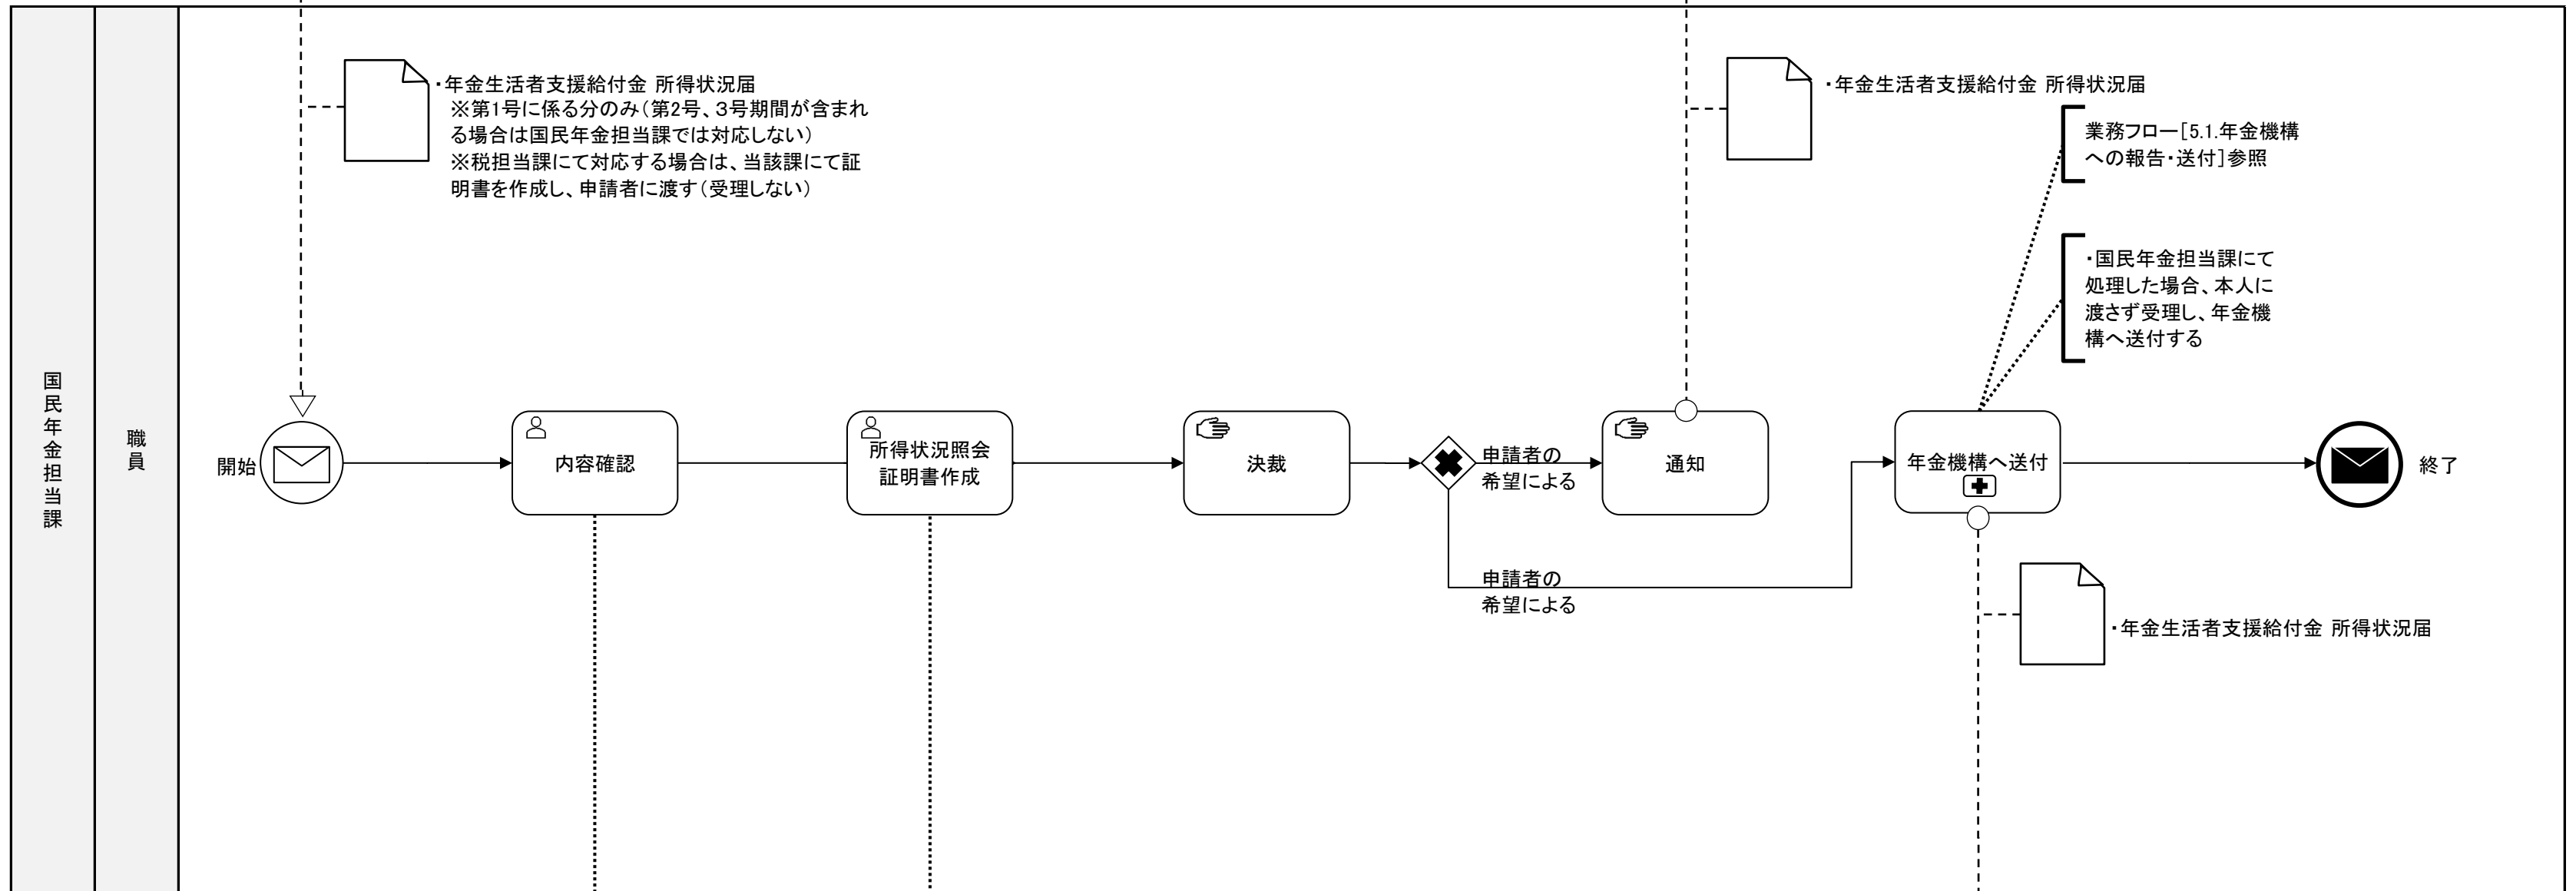 国民年金担当課
職員
・年金生活者支援給付金 所得状況届
※第1号に係る分のみ（第2号、3号期間が含まれ
る場合は国民年金担当課では対応しない）
※税担当課にて対応する場合は、当該課にて証
明書を作成し、申請者に渡す（受理しない）
・年金生活者支援給付金 所得状況届
業務フロー[5.1.年金機構
への報告・送付]参照
・国民年金担当課にて
処理した場合、本人に
渡さず受理し、年金機
構へ送付する
開始
内容確認
所得状況照会
証明書作成
決裁
申請者の
希望による
通知
年金機構へ送付
終了
申請者の
希望による
・年金生活者支援給付金 所得状況届